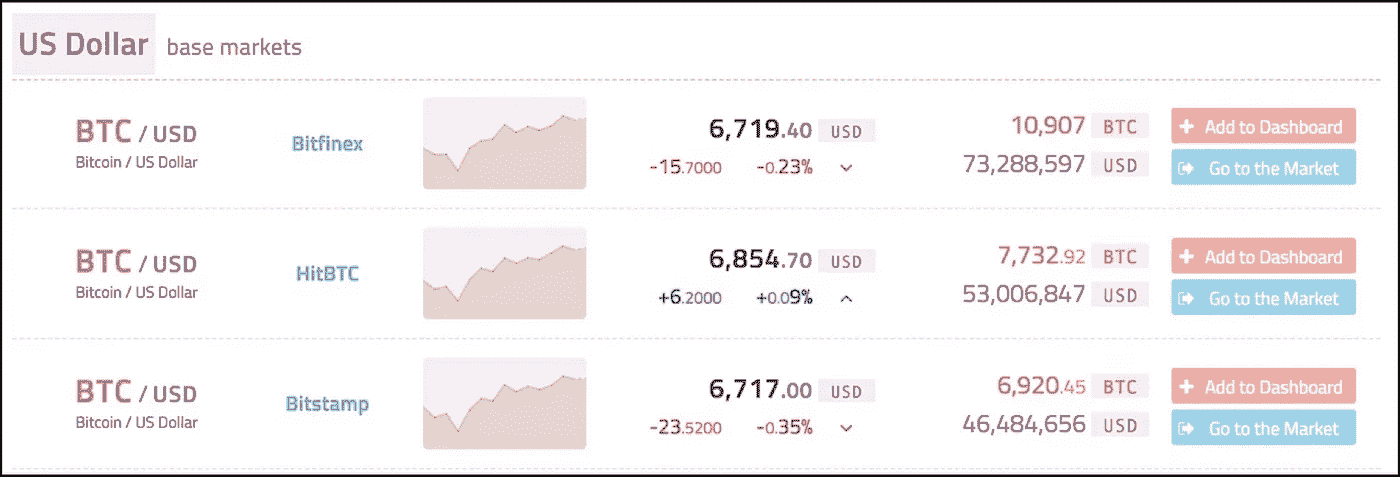 US Dollar base markets
BTC / USD
Bitcoin / US Dollar
Bitfinex
6,719.40 USD
-15.7000 -0.23%
10,907 BTC
73,288,597 USD
Add to Dashboard
Go to the Market
BTC / USD
Bitcoin / US Dollar
HitBTC
6,854.70 USD
+6.2000 +0.09%
7,732.92 BTC
53,006,847 USD
Add to Dashboard
Go to the Market
BTC / USD
Bitcoin / US Dollar
Bitstamp
6,717.00 USD
-23.5200 -0.35%
6,920.45 BTC
46,484,656 USD
Add to Dashboard
Go to the Market